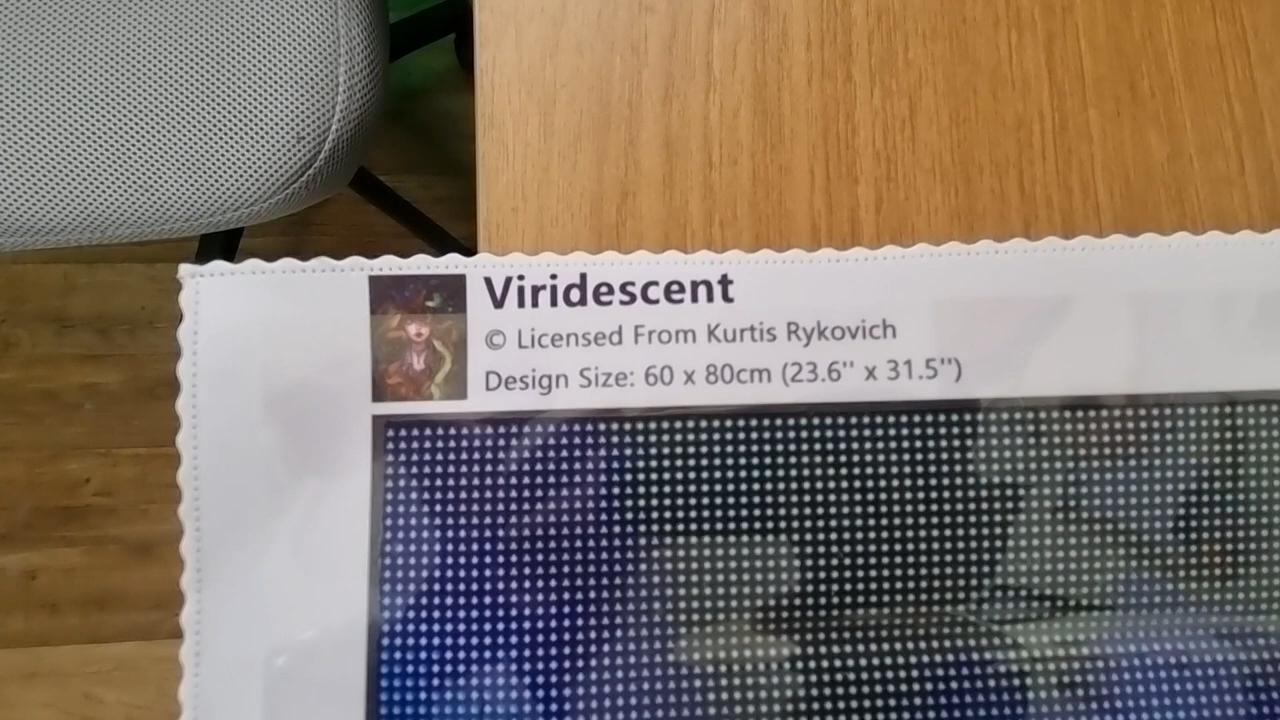 Viridescent
© Licensed From Kurtis Rykovich
Design Size: 60 x 80cm (23.6'' x 31.5'')